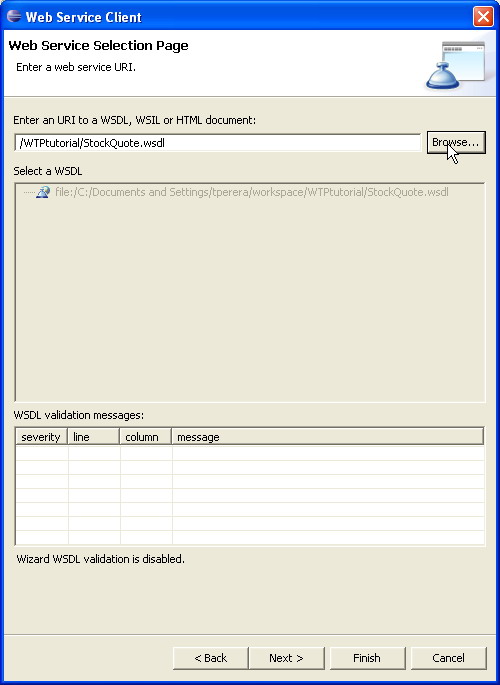 Web Service Client
Web Service Selection Page
Enter a web service URI.
Enter an URI to a WSDL, WSIL or HTML document:
/WTPtutorial/StockQuote.wsdl Browse...
Select a WSDL
file:/C:/Documents and Settings/tperera/workspace/WTPtutorial/StockQuote.wsdl
WSDL validation messages:
severity line column message
Wizard WSDL validation is disabled.
< Back Next > Finish Cancel